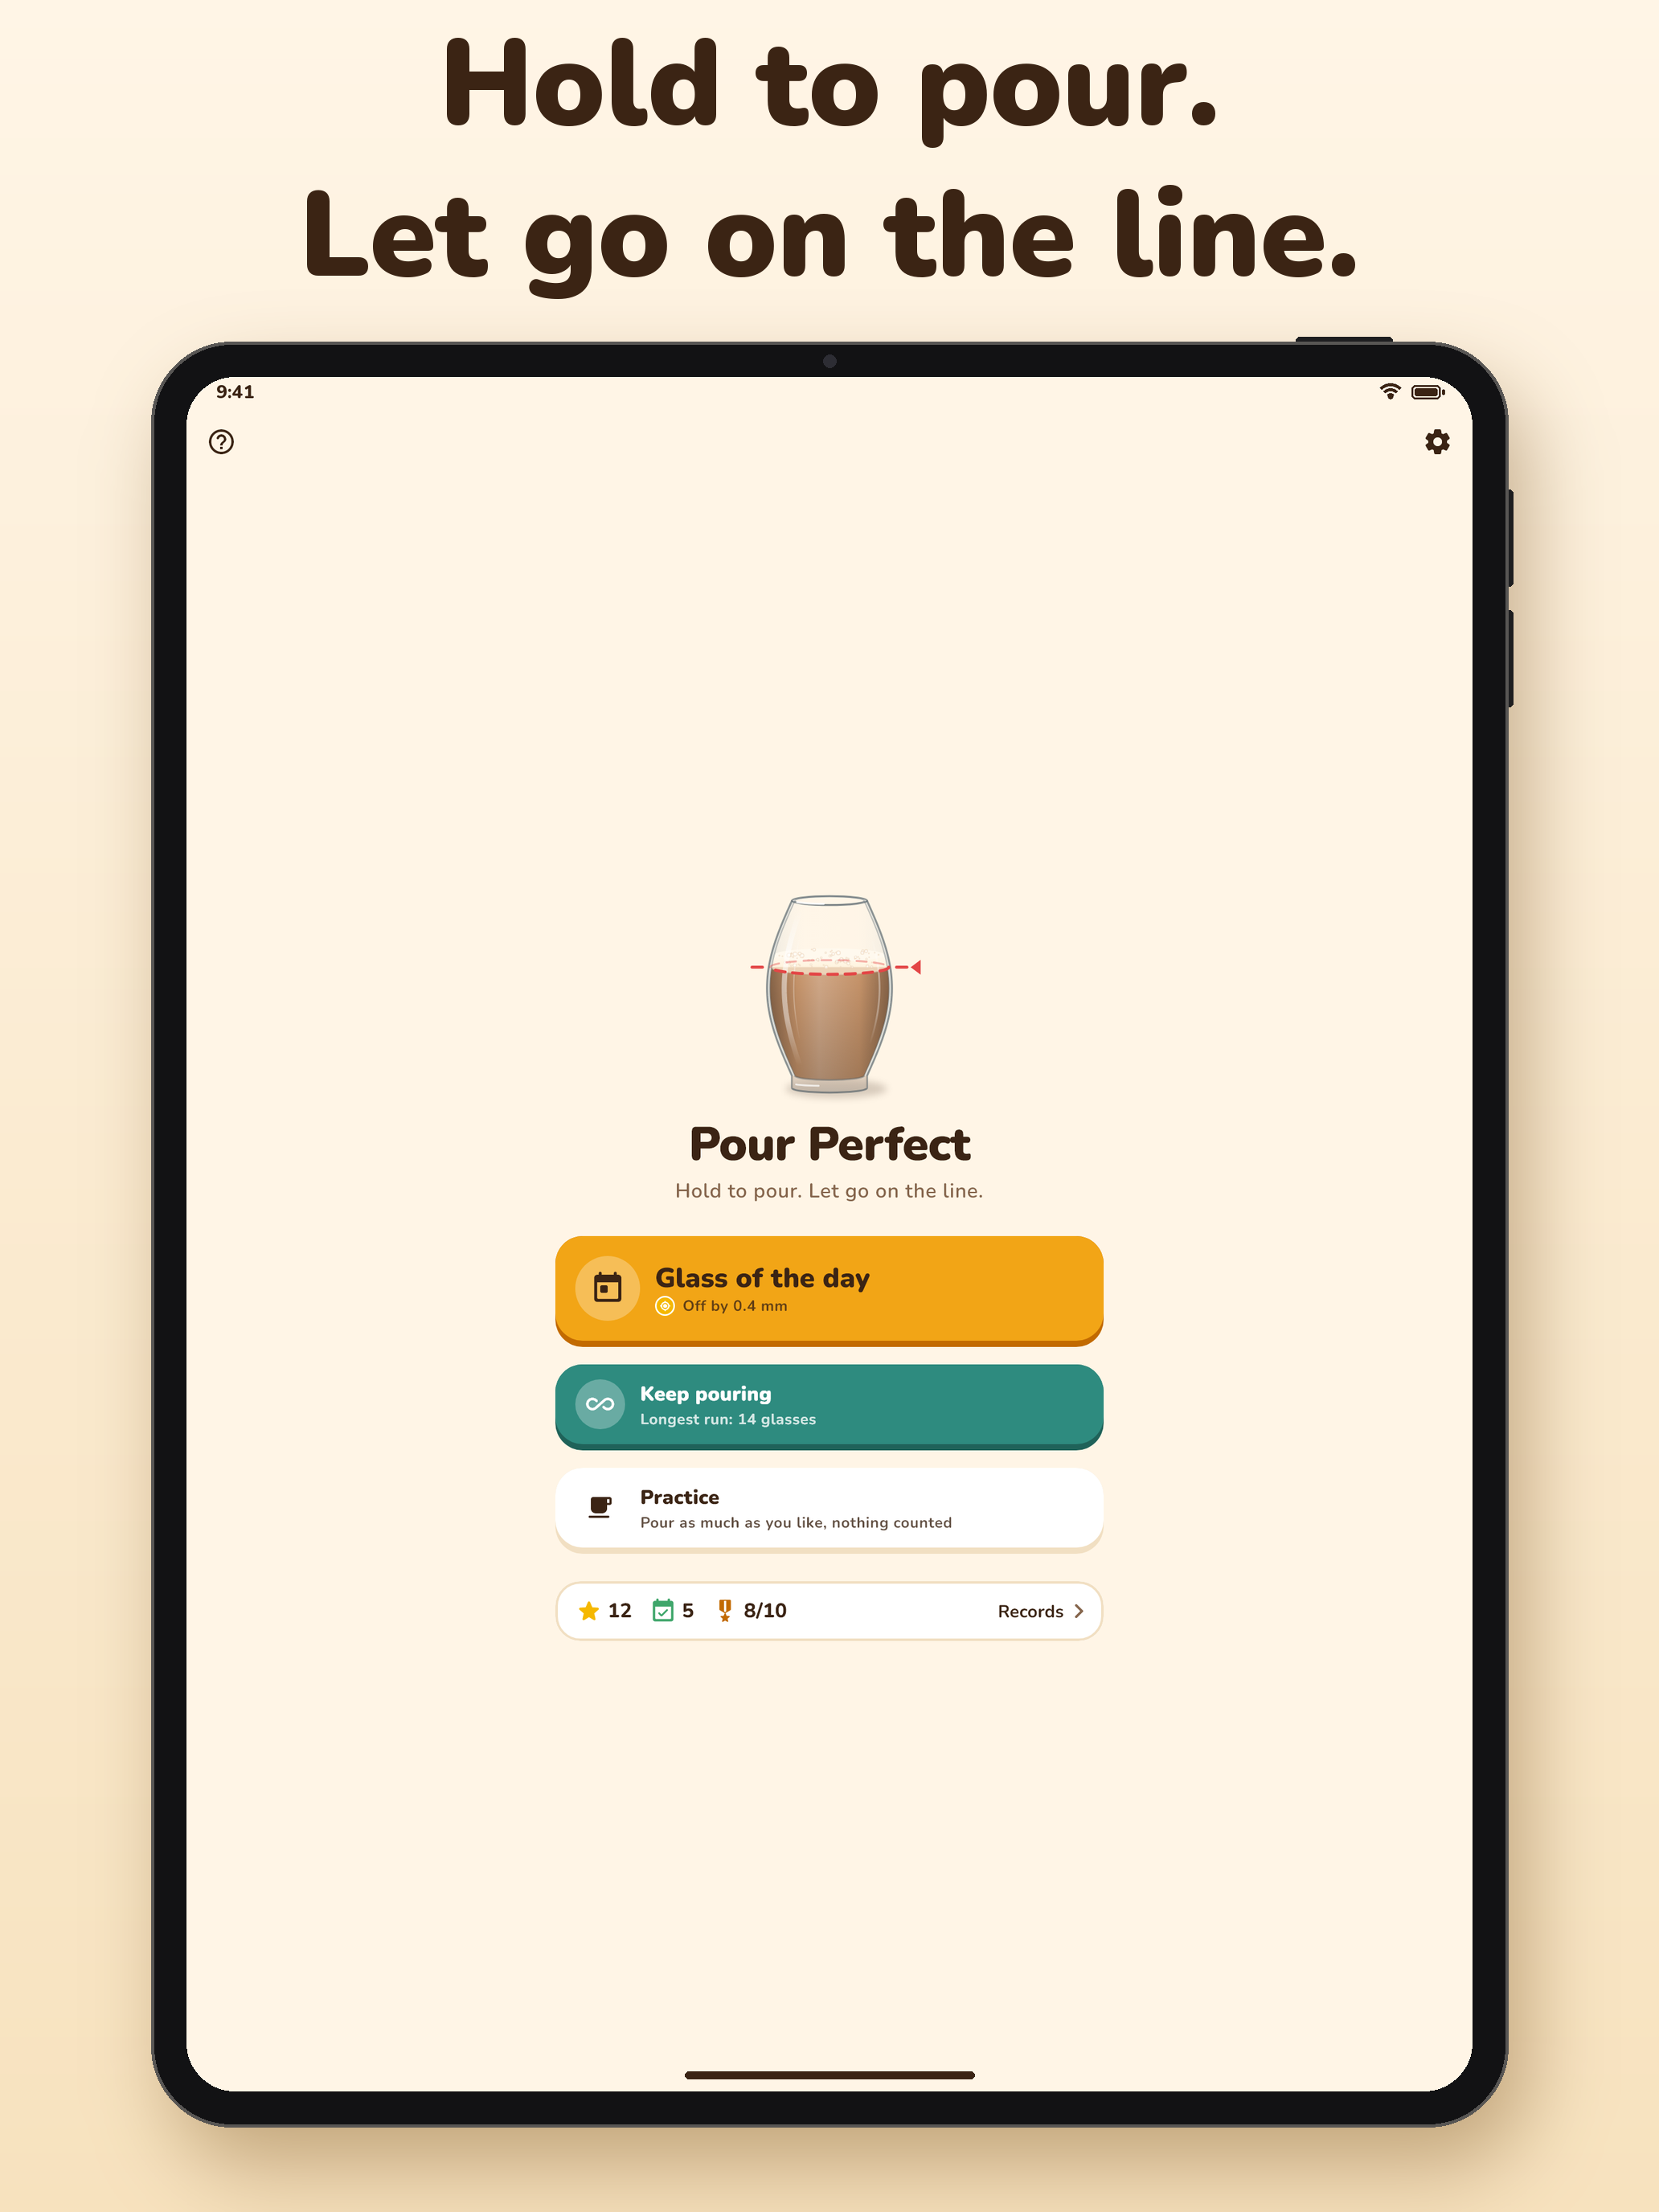 Hold to pour.
Let go on the line.
9:41
Pour Perfect
Hold to pour. Let go on the line.
Glass of the day
Off by 0.4 mm
Keep pouring
Longest run: 14 glasses
Practice
Pour as much as you like, nothing counted
12 5 8/10 Records